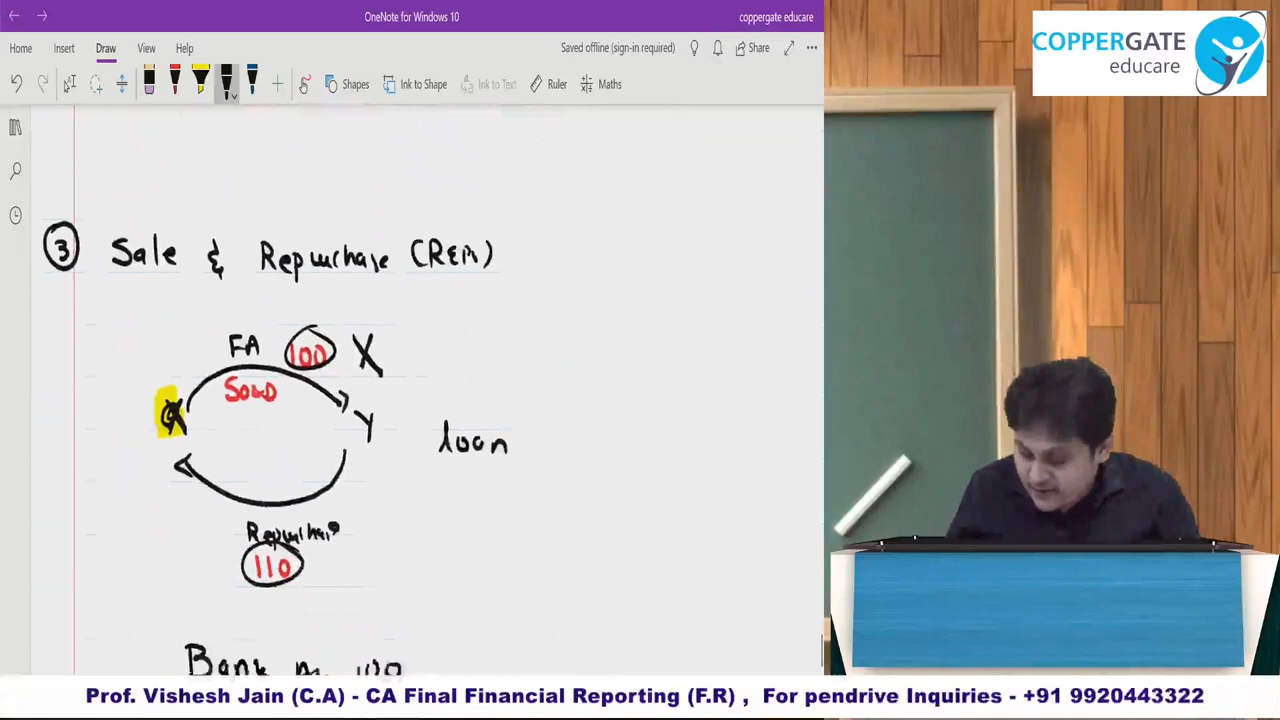 OneNote for Windows 10
coppergate educare
Home Insert Draw View Help
Saved offline (sign-in required)
Share
Shapes
Ink to Shape
Ink to Text
Ruler
Maths
COPPERGATE
educare
3 Sale & Repurchase
FA 100 X
Sold
Y
loan
110
Bank
Prof. Vishesh Jain (C.A) - CA Final Financial Reporting (F.R) , For pendrive Inquiries - +91 9920443322